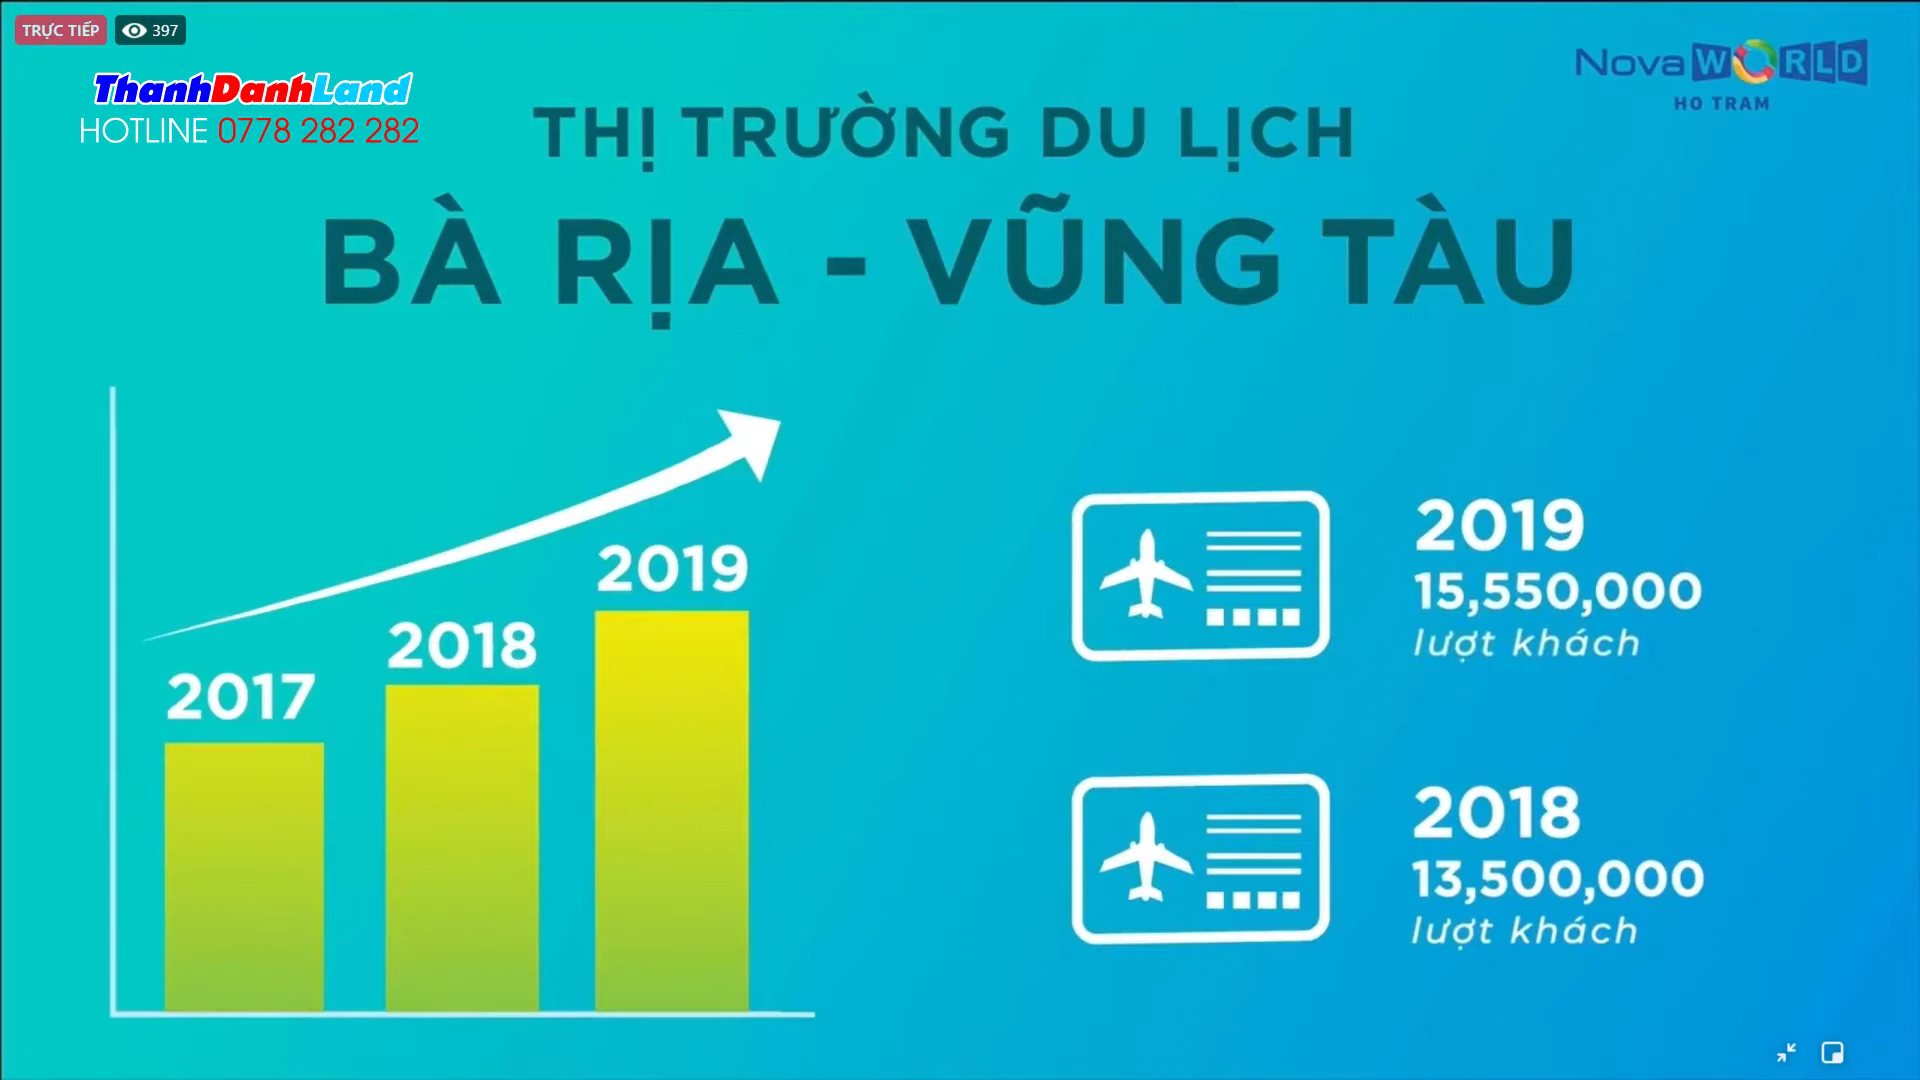 TRỰC TIẾP
397
ThanhDanhLand
HOTLINE 0778 282 282
NovaWORLD
HO TRAM
THỊ TRƯỜNG DU LỊCH
BÀ RỊA - VŨNG TÀU
2017
2018
2019
2019
15,550,000
lượt khách
2018
13,500,000
lượt khách